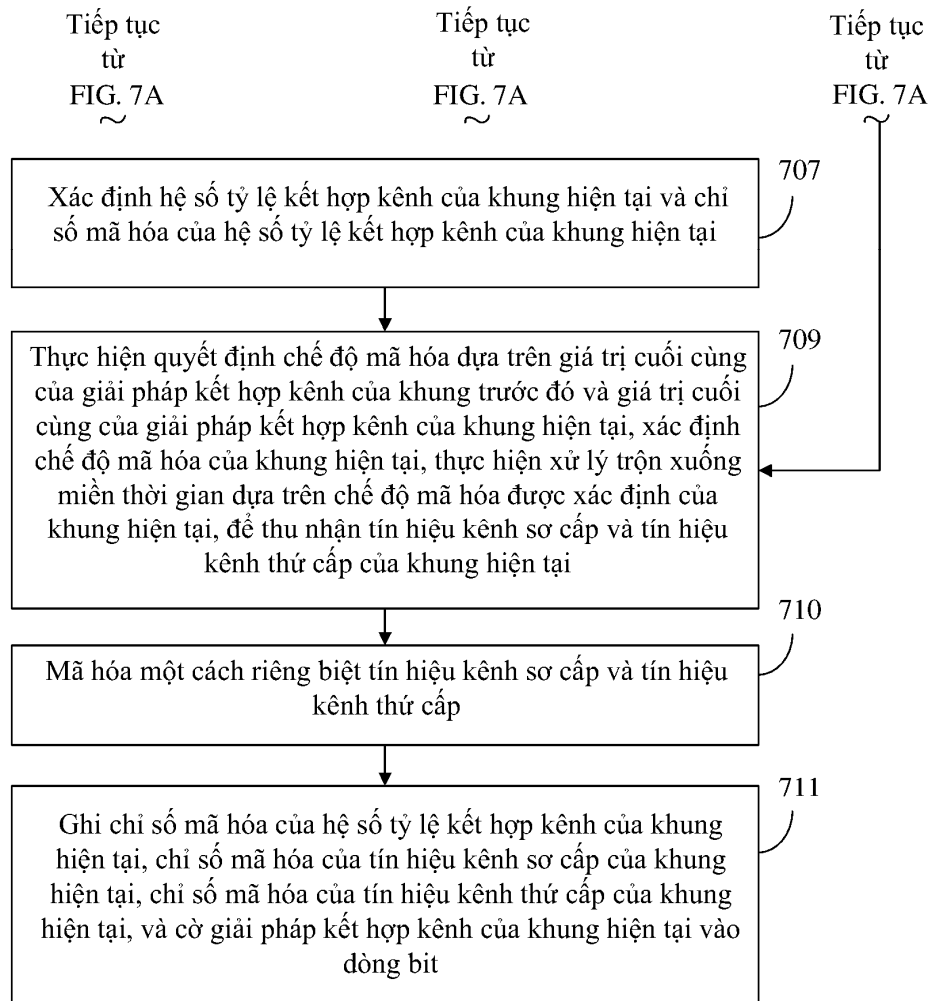 Tiếp tục
từ
FIG. 7A
Tiếp tục
từ
FIG. 7A
Tiếp tục
từ
FIG. 7A
707
Xác định hệ số tỷ lệ kết hợp kênh của khung hiện tại và chỉ
số mã hóa của hệ số tỷ lệ kết hợp kênh của khung hiện tại
709
Thực hiện quyết định chế độ mã hóa dựa trên giá trị cuối cùng
của giải pháp kết hợp kênh của khung trước đó và giá trị cuối
cùng của giải pháp kết hợp kênh của khung hiện tại, xác định
chế độ mã hóa của khung hiện tại, thực hiện xử lý trộn xuống
miền thời gian dựa trên chế độ mã hóa được xác định của
khung hiện tại, để thu nhận tín hiệu kênh sơ cấp và tín hiệu
kênh thứ cấp của khung hiện tại
710
Mã hóa một cách riêng biệt tín hiệu kênh sơ cấp và tín hiệu
kênh thứ cấp
711
Ghi chỉ số mã hóa của hệ số tỷ lệ kết hợp kênh của khung
hiện tại, chỉ số mã hóa của tín hiệu kênh sơ cấp của khung
hiện tại, chỉ số mã hóa của tín hiệu kênh thứ cấp của khung
hiện tại, và cờ giải pháp kết hợp kênh của khung hiện tại vào
dòng bit